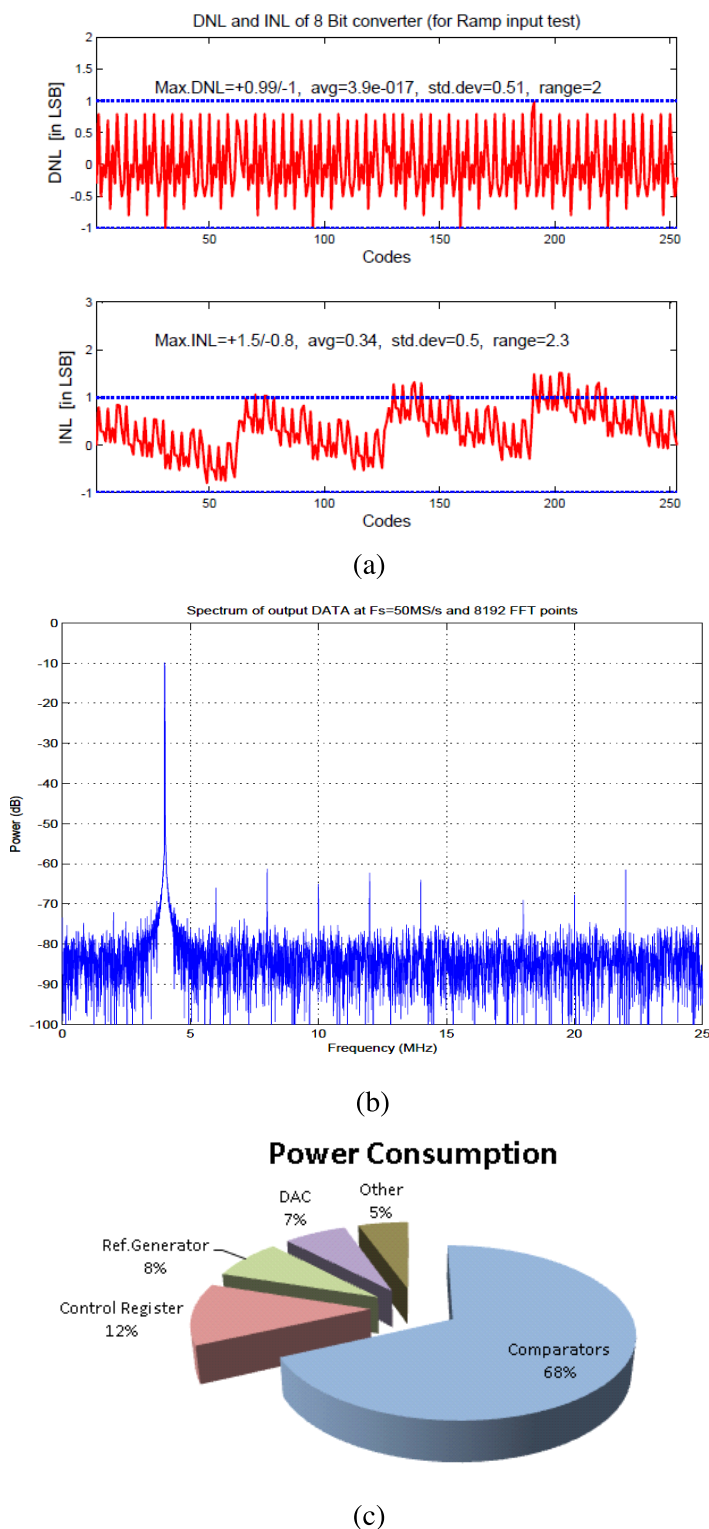 DNL and INL of 8 Bit converter (for Ramp input test)
2
1.5
1
0.5
0
-0.5
-1
DNL [in LSB]
Max.DNL=+0.99/-1, avg=3.9e-017, std.dev=0.51, range=2
50
100
150
200
250
Codes
3
2
1
0
-1
INL [in LSB]
Max.INL=+1.5/-0.8, avg=0.34, std.dev=0.5, range=2.3
50
100
150
200
250
Codes
(a)
Spectrum of output DATA at Fs=50MS/s and 8192 FFT points
0
-10
-20
-30
-40
-50
-60
-70
-80
-90
-100
Power (dB)
0
5
10
15
20
25
Frequency (MHz)
(b)
Power Consumption
Other
5%
DAC
7%
Ref.Generator
8%
Control Register
12%
Comparators
68%
(c)